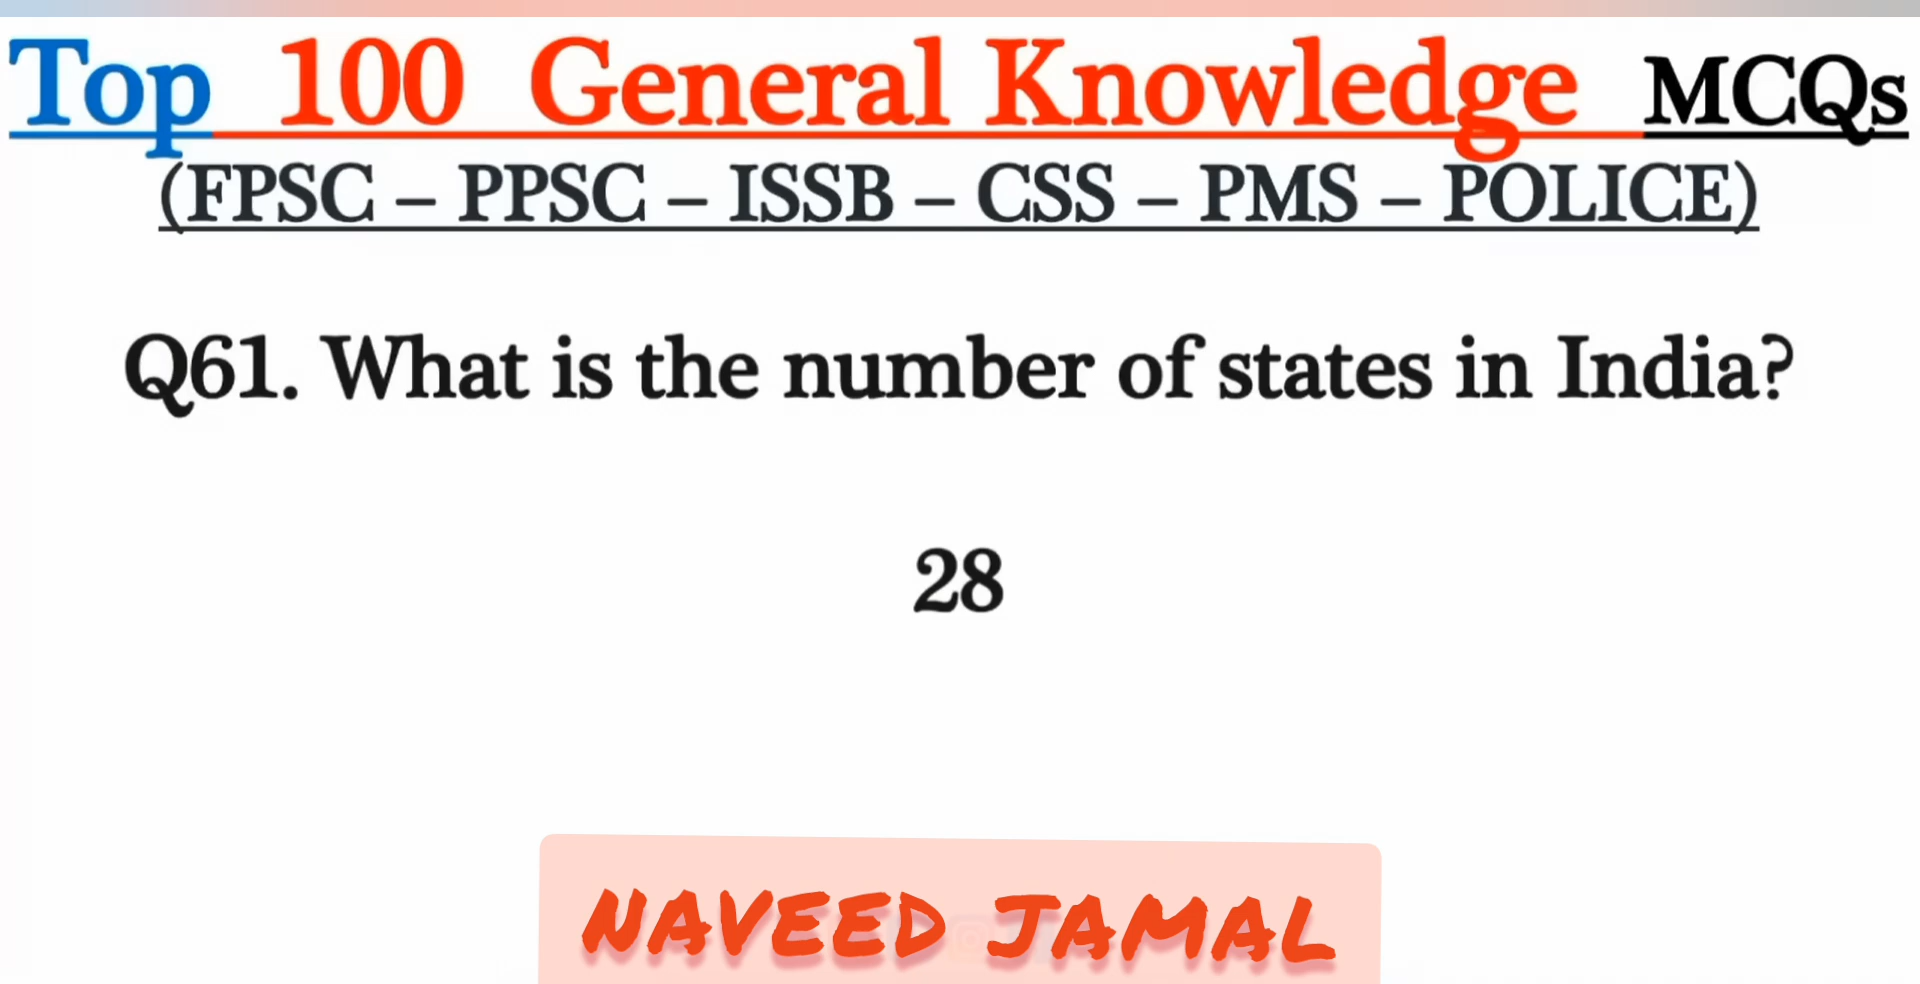 Top 100 General Knowledge MCQs
(FPSC – PPSC – ISSB – CSS – PMS – POLICE)
Q61. What is the number of states in India?
28
NAVEED JAMAL